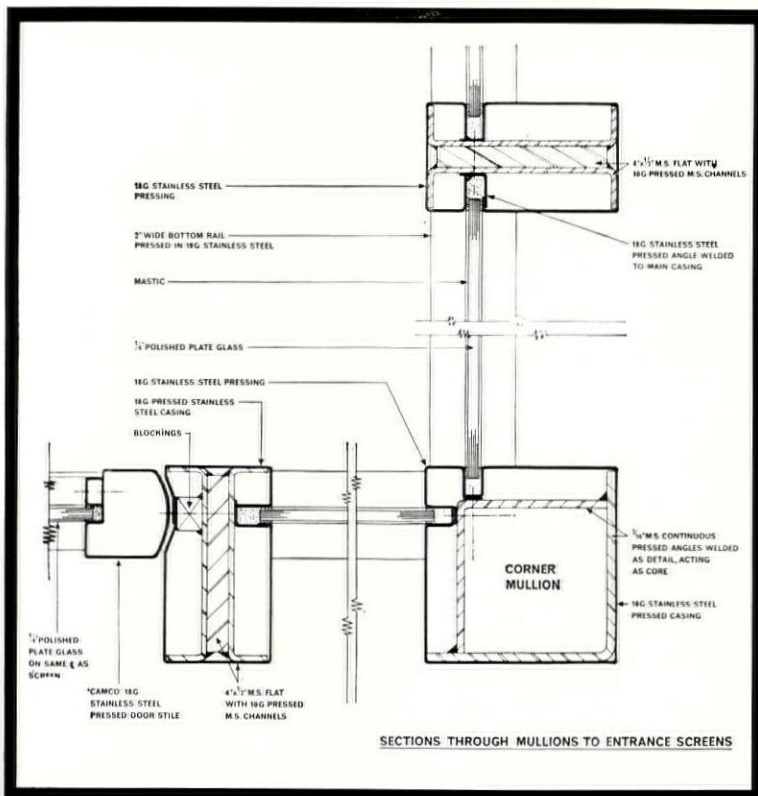 4"x½" M.S. FLAT WITH
10G PRESSED M.S. CHANNELS
18G STAINLESS STEEL
PRESSING
2" WIDE BOTTOM RAIL
PRESSED IN 18G STAINLESS STEEL
18G STAINLESS STEEL
PRESSED ANGLE WELDED
TO MAIN CASING
MASTIC
¼" POLISHED PLATE GLASS
18G STAINLESS STEEL PRESSING
18G PRESSED STAINLESS
STEEL CASING
BLOCKINGS
M.S. CONTINUOUS
PRESSED ANGLES WELDED
AS DETAIL, ACTING
AS CORE
CORNER
MULLION
18G STAINLESS STEEL
PRESSED CASING
¼" POLISHED
PLATE GLASS
ON SAME ℄ AS
SCREEN
'CAMCO' 18G
STAINLESS STEEL
PRESSED DOOR STILE
4"x½" M.S. FLAT
WITH 10G PRESSED
M.S. CHANNELS
SECTIONS THROUGH MULLIONS TO ENTRANCE SCREENS